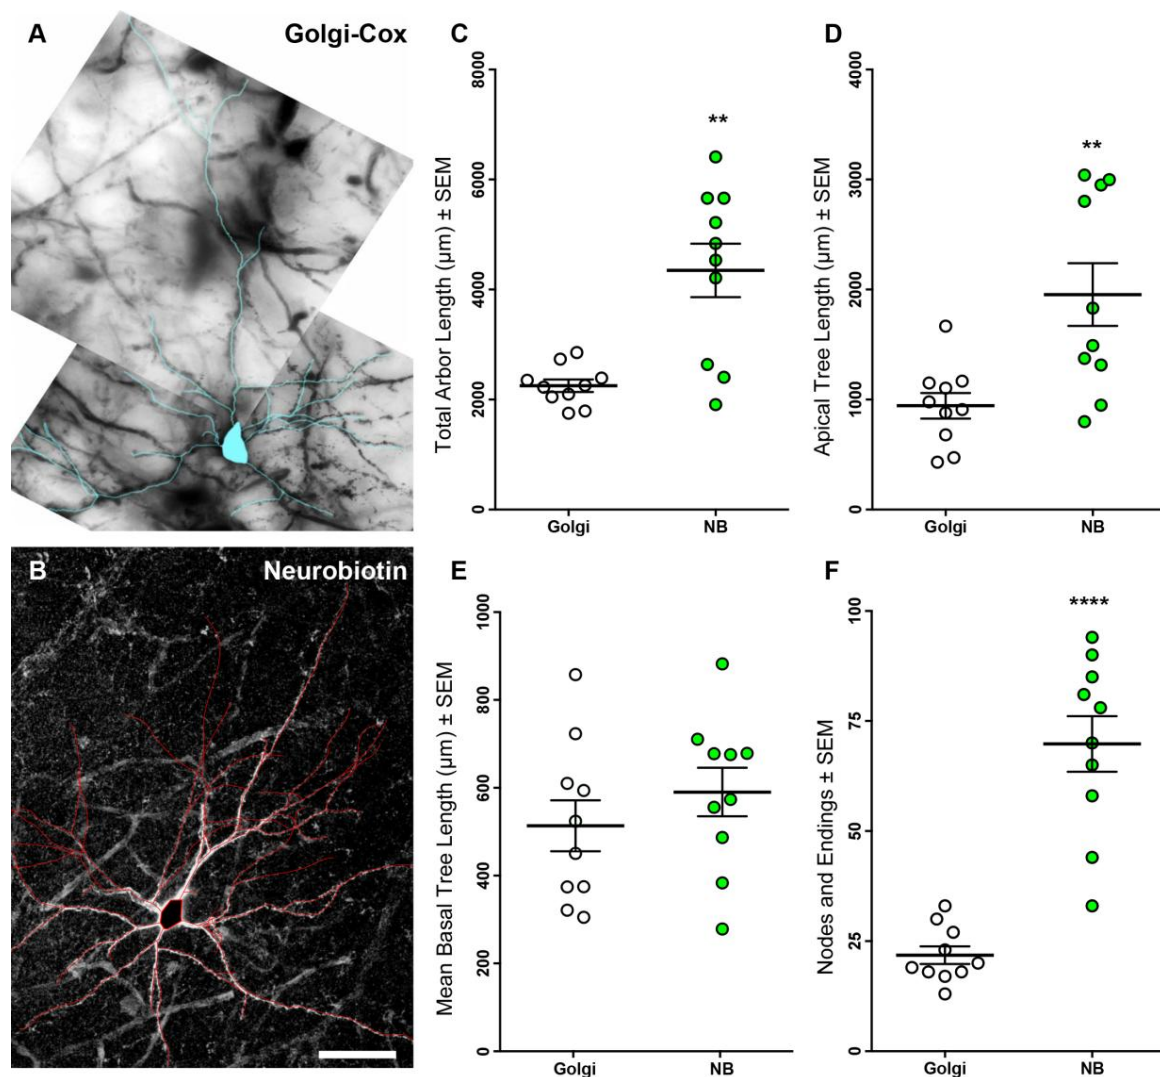 A
Golgi-Cox
B
Neurobiotin
C
Total Arbor Length (µm) ± SEM
8000
6000
4000
2000
0
**
Golgi
NB
D
Apical Tree Length (µm) ± SEM
4000
3000
2000
1000
0
**
Golgi
NB
E
Mean Basal Tree Length (µm) ± SEM
1000
800
600
400
200
0
Golgi
NB
F
Nodes and Endings ± SEM
100
75
50
25
0
****
Golgi
NB